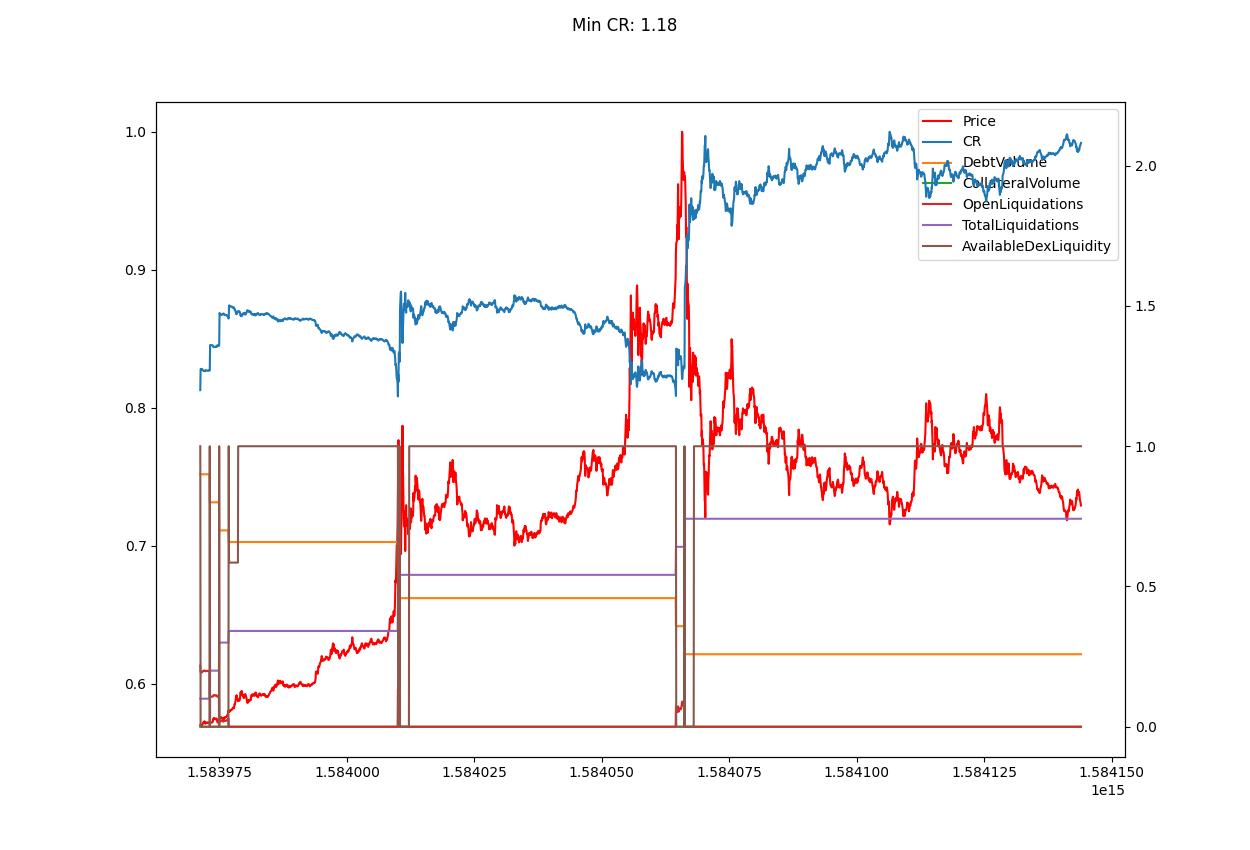 Min CR: 1.18
1.0
0.9
0.8
0.7
0.6
2.0
1.5
1.0
0.5
0.0
Price
CR
DebtVolume
CollateralVolume
OpenLiquidations
TotalLiquidations
AvailableDexLiquidity
1.583975 1.584000 1.584025 1.584050 1.584075 1.584100 1.584125 1.584150
1e15